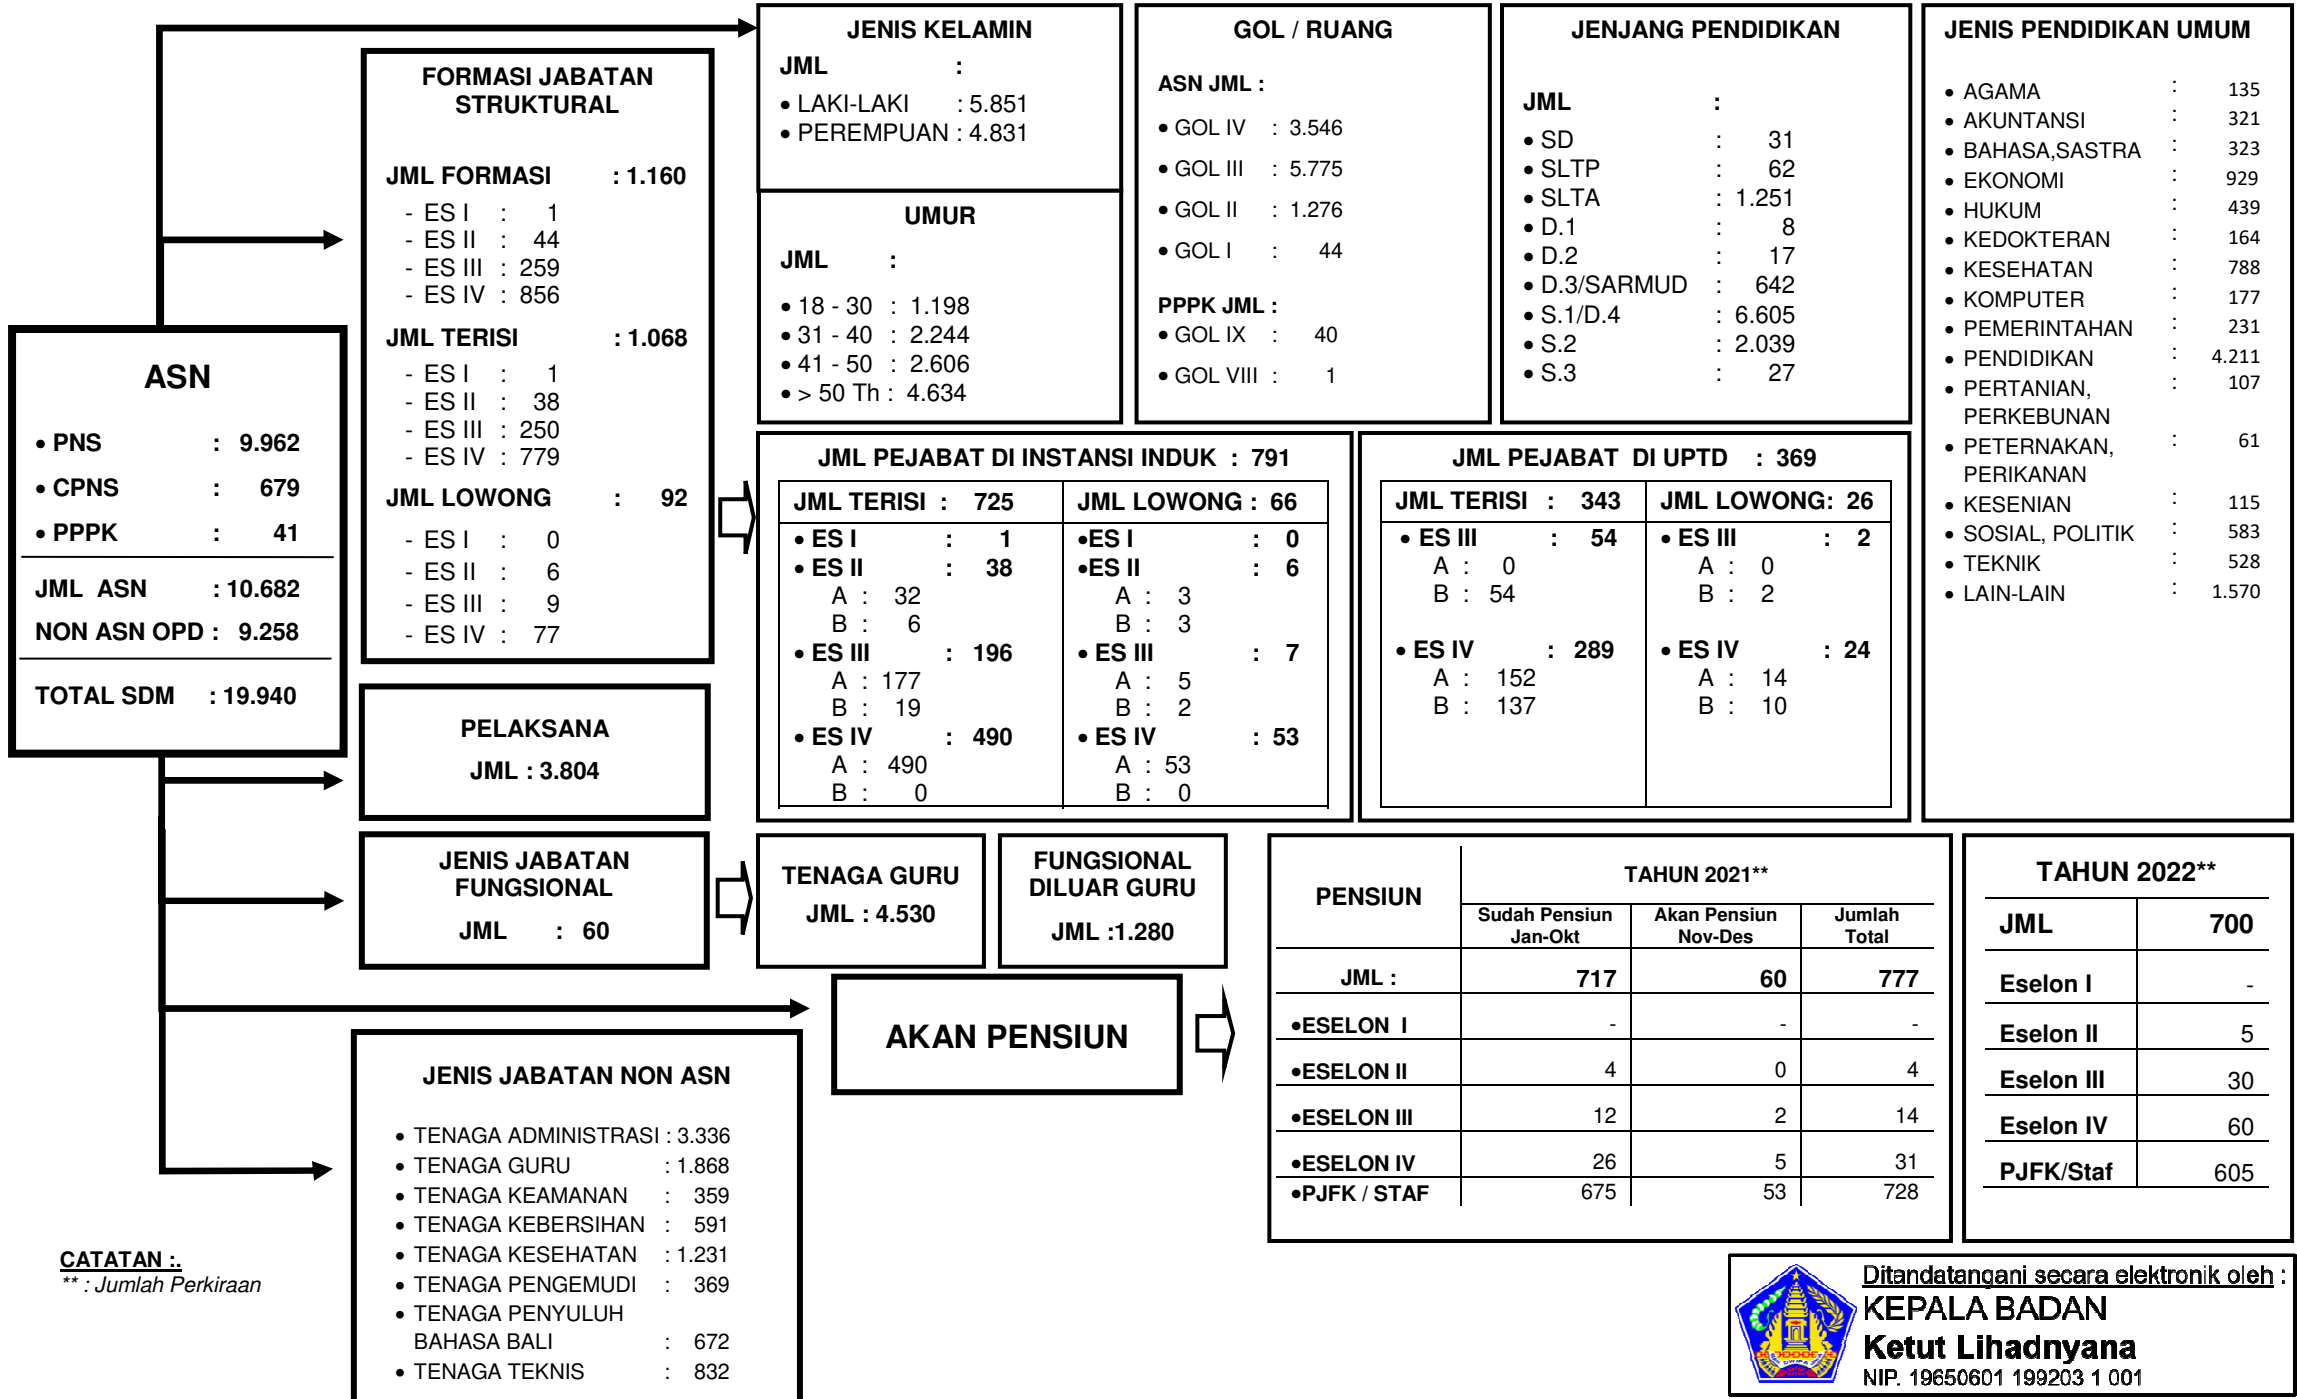 ASN
• PNS : 9.962
• CPNS : 679
• PPPK : 41
JML ASN : 10.682
NON ASN OPD : 9.258
TOTAL SDM : 19.940
FORMASI JABATAN
STRUKTURAL
JML FORMASI : 1.160
- ES I : 1
- ES II : 44
- ES III : 259
- ES IV : 856
JML TERISI : 1.068
- ES I : 1
- ES II : 38
- ES III : 250
- ES IV : 779
JML LOWONG : 92
- ES I : 0
- ES II : 6
- ES III : 9
- ES IV : 77
JENIS KELAMIN
JML :
• LAKI-LAKI : 5.851
• PEREMPUAN : 4.831
UMUR
JML :
• 18 - 30 : 1.198
• 31 - 40 : 2.244
• 41 - 50 : 2.606
• > 50 Th : 4.634
GOL / RUANG
ASN JML :
• GOL IV : 3.546
• GOL III : 5.775
• GOL II : 1.276
• GOL I : 44
PPPK JML :
• GOL IX : 40
• GOL VIII : 1
JENJANG PENDIDIKAN
JML :
• SD : 31
• SLTP : 62
• SLTA : 1.251
• D.1 : 8
• D.2 : 17
• D.3/SARMUD : 642
• S.1/D.4 : 6.605
• S.2 : 2.039
• S.3 : 27
JENIS PENDIDIKAN UMUM
• AGAMA : 135
• AKUNTANSI : 321
• BAHASA,SASTRA : 323
• EKONOMI : 929
• HUKUM : 439
• KEDOKTERAN : 164
• KESEHATAN : 788
• KOMPUTER : 177
• PEMERINTAHAN : 231
• PENDIDIKAN : 4.211
• PERTANIAN, : 107
PERKEBUNAN
• PETERNAKAN, : 61
PERIKANAN
• KESENIAN : 115
• SOSIAL, POLITIK : 583
• TEKNIK : 528
• LAIN-LAIN : 1.570
JML PEJABAT DI INSTANSI INDUK : 791
JML TERISI : 725
• ES I : 1
• ES II : 38
A : 32
B : 6
• ES III : 196
A : 177
B : 19
• ES IV : 490
A : 490
B : 0
JML LOWONG : 66
•ES I : 0
•ES II : 6
A : 3
B : 3
• ES III : 7
A : 5
B : 2
• ES IV : 53
A : 53
B : 0
JML PEJABAT DI UPTD : 369
JML TERISI : 343
• ES III : 54
A : 0
B : 54
• ES IV : 289
A : 152
B : 137
JML LOWONG: 26
• ES III : 2
A : 0
B : 2
• ES IV : 24
A : 14
B : 10
PELAKSANA
JML : 3.804
JENIS JABATAN
FUNGSIONAL
JML : 60
TENAGA GURU
JML : 4.530
FUNGSIONAL
DILUAR GURU
JML :1.280
AKAN PENSIUN
PENSIUN TAHUN 2021**
Sudah Pensiun Akan Pensiun Jumlah
Jan-Okt Nov-Des Total
JML : 717 60 777
•ESELON I - - -
•ESELON II 4 0 4
•ESELON III 12 2 14
•ESELON IV 26 5 31
•PJFK / STAF 675 53 728
TAHUN 2022**
JML 700
Eselon I -
Eselon II 5
Eselon III 30
Eselon IV 60
PJFK/Staf 605
JENIS JABATAN NON ASN
• TENAGA ADMINISTRASI : 3.336
• TENAGA GURU : 1.868
• TENAGA KEAMANAN : 359
• TENAGA KEBERSIHAN : 591
• TENAGA KESEHATAN : 1.231
• TENAGA PENGEMUDI : 369
• TENAGA PENYULUH
BAHASA BALI : 672
• TENAGA TEKNIS : 832
CATATAN :.
** : Jumlah Perkiraan
Ditandatangani secara elektronik oleh :
KEPALA BADAN
Ketut Lihadnyana
NIP. 19650601 199203 1 001